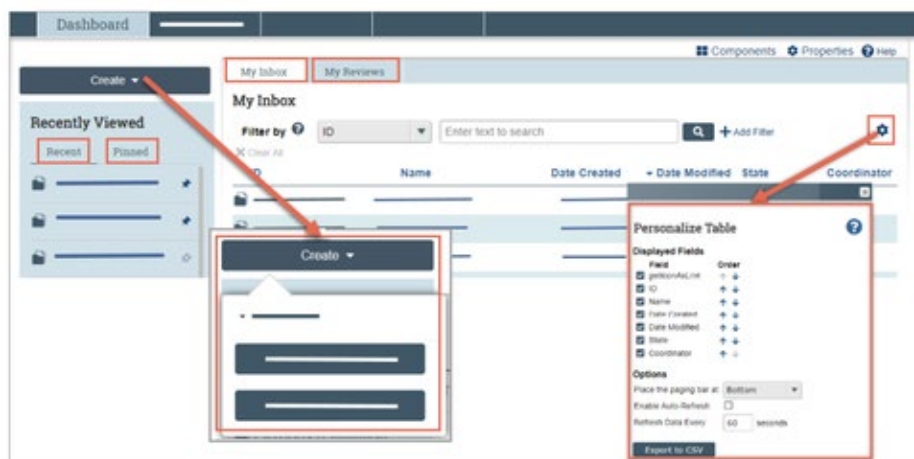 Dashboard
Components Properties Help
Create
My Inbox My Reviews
My Inbox
Recently Viewed
Recent Pinned
Filter by ID Enter text to search Add Filter
Clear All
ID Name Date Created Date Modified State Coordinator
Create
Personalize Table
Displayed Fields
Field Order
ID
Name
Date Created
Date Modified
State
Coordinator
Options
Place the paging bar at: Bottom
Enable Auto-Refresh
Refresh Data Every 60 seconds
Export to CSV